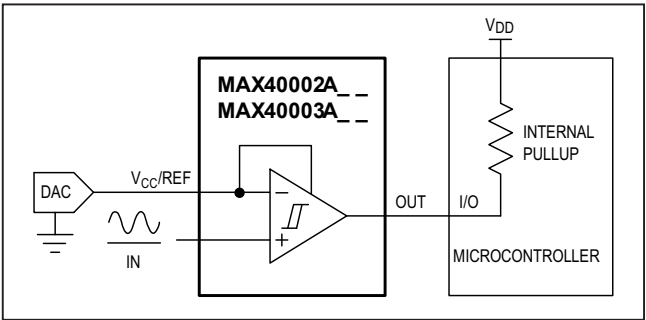 VDD
MAX40002A_ _
MAX40003A_ _
INTERNAL
PULLUP
DAC
VCC/REF
−
OUT
I/O
+
IN
MICROCONTROLLER